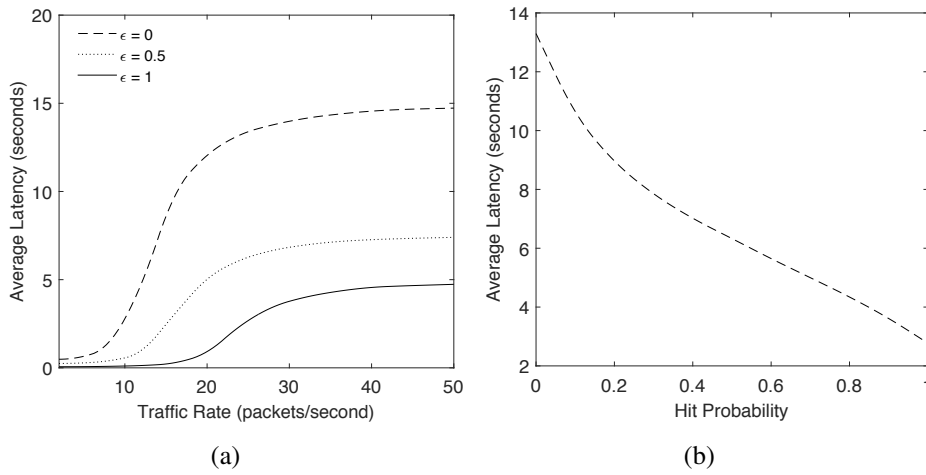 20
15
10
5
0
Average Latency (seconds)
ϵ = 0
ϵ = 0.5
ϵ = 1
10 20 30 40 50
Traffic Rate (packets/second)
(a)
14
12
10
8
6
4
2
Average Latency (seconds)
0 0.2 0.4 0.6 0.8 1
Hit Probability
(b)